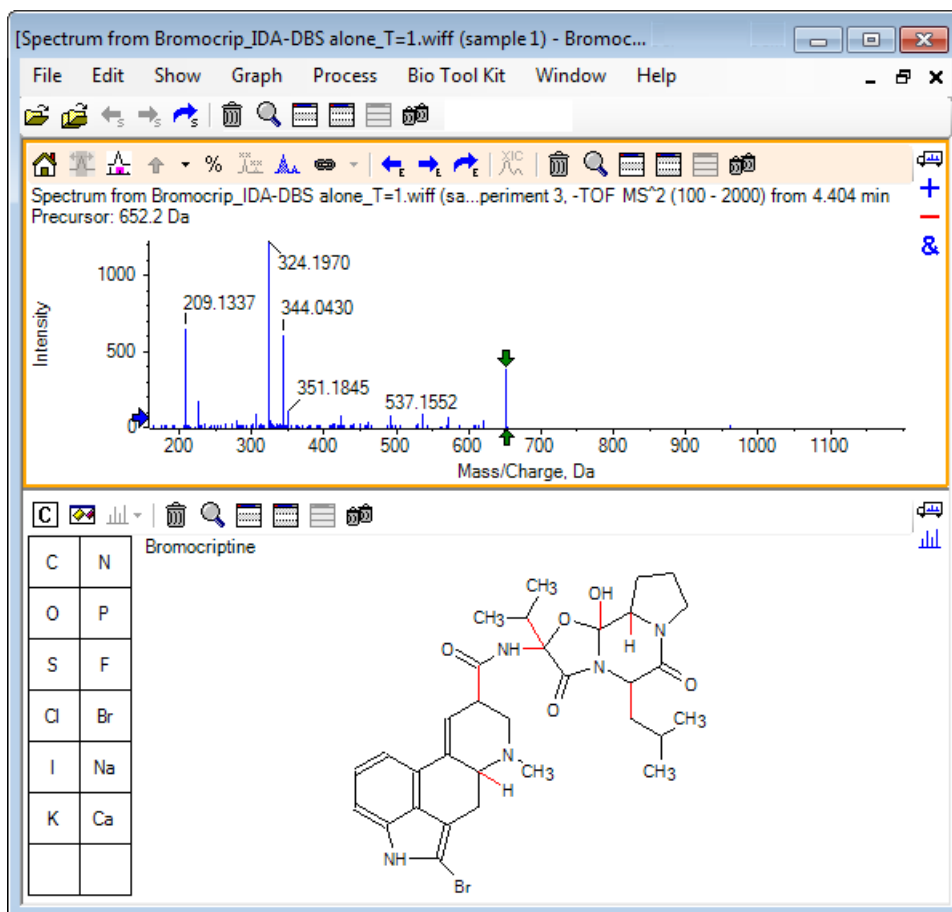 [Spectrum from Bromocrip_IDA-DBS alone_T=1.wiff (sample 1) - Bromoc...
File Edit Show Graph Process Bio Tool Kit Window Help
S S S
% E E E XIC
Spectrum from Bromocrip_IDA-DBS alone_T=1.wiff (sa...periment 3, -TOF MS^2 (100 - 2000) from 4.404 min
Precursor: 652.2 Da
+
&
Intensity
1000
500
0
324.1970
209.1337
344.0430
351.1845
537.1552
200 300 400 500 600 700 800 900 1000 1100
Mass/Charge, Da
C
Bromocriptine
C N
O P
S F
Cl Br
I Na
K Ca
CH3
CH3
O
OH
H
N
O
NH
O
N
O
CH3
CH3
N
CH3
H
NH
Br